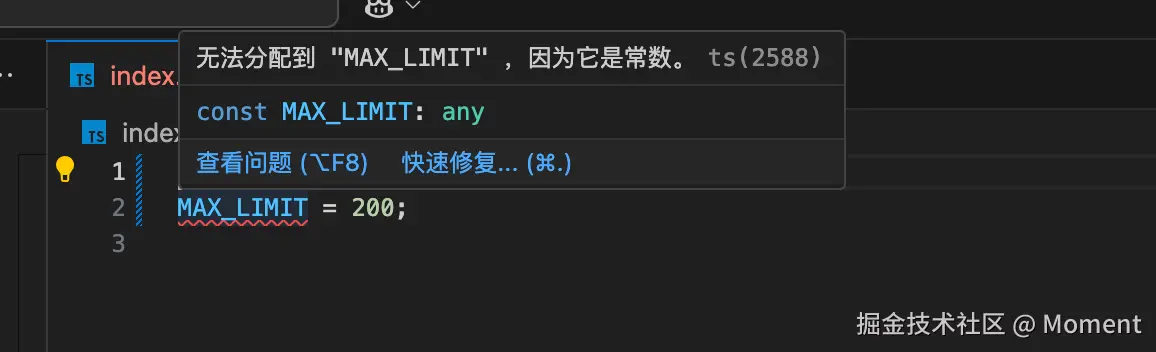 无法分配到 "MAX_LIMIT" ，因为它是常数。 ts(2588)
TS index.
const MAX_LIMIT: any
TS index
查看问题 (⌥F8) 快速修复... (⌘.)
1
2 MAX_LIMIT = 200;
3
掘金技术社区 @ Moment